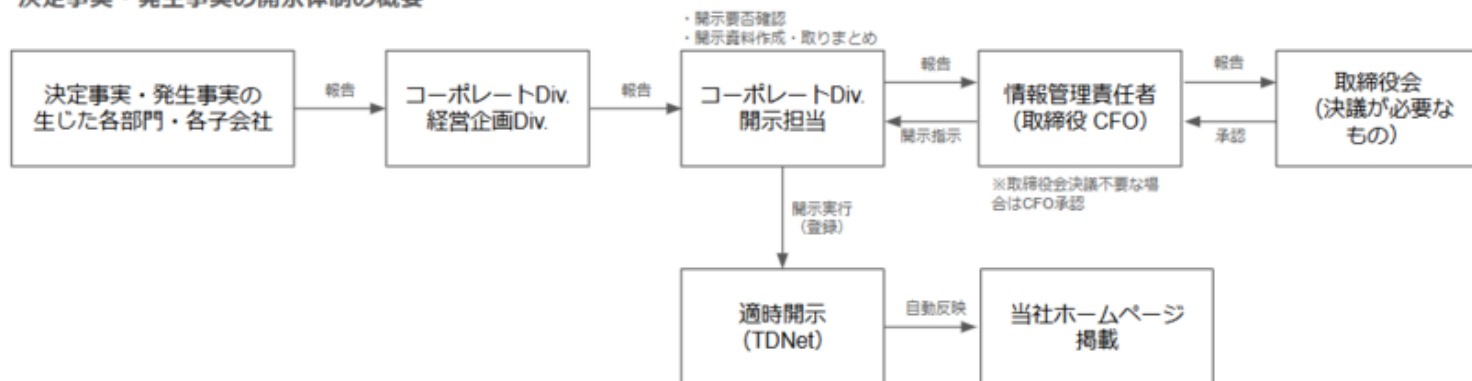 決定事実・発生事実の開示体制の概要
・開示要否確認
・開示資料作成・取りまとめ
決定事実・発生事実の
生じた各部門・各子会社
報告
コーポレートDiv.
経営企画Div.
報告
コーポレートDiv.
開示担当
報告
開示指示
情報管理責任者
（取締役 CFO）
報告
承認
取締役会
（決議が必要な
もの）
※取締役会決議不要な場
合はCFO承認
開示実行
（登録）
適時開示
（TDNet）
自動反映
当社ホームページ
掲載